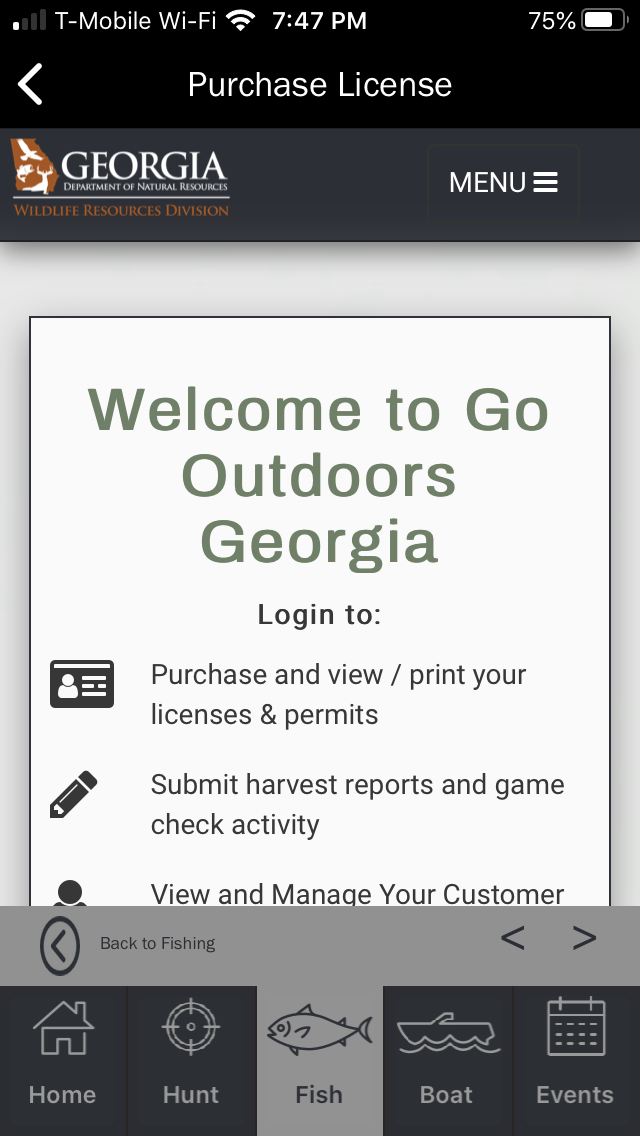 T-Mobile Wi-Fi 7:47 PM 75%
Purchase License
GEORGIA
DEPARTMENT OF NATURAL RESOURCES
WILDLIFE RESOURCES DIVISION
MENU
Welcome to Go
Outdoors
Georgia
Login to:
Purchase and view / print your
licenses & permits
Submit harvest reports and game
check activity
View and Manage Your Customer
Back to Fishing < >
Home Hunt Fish Boat Events